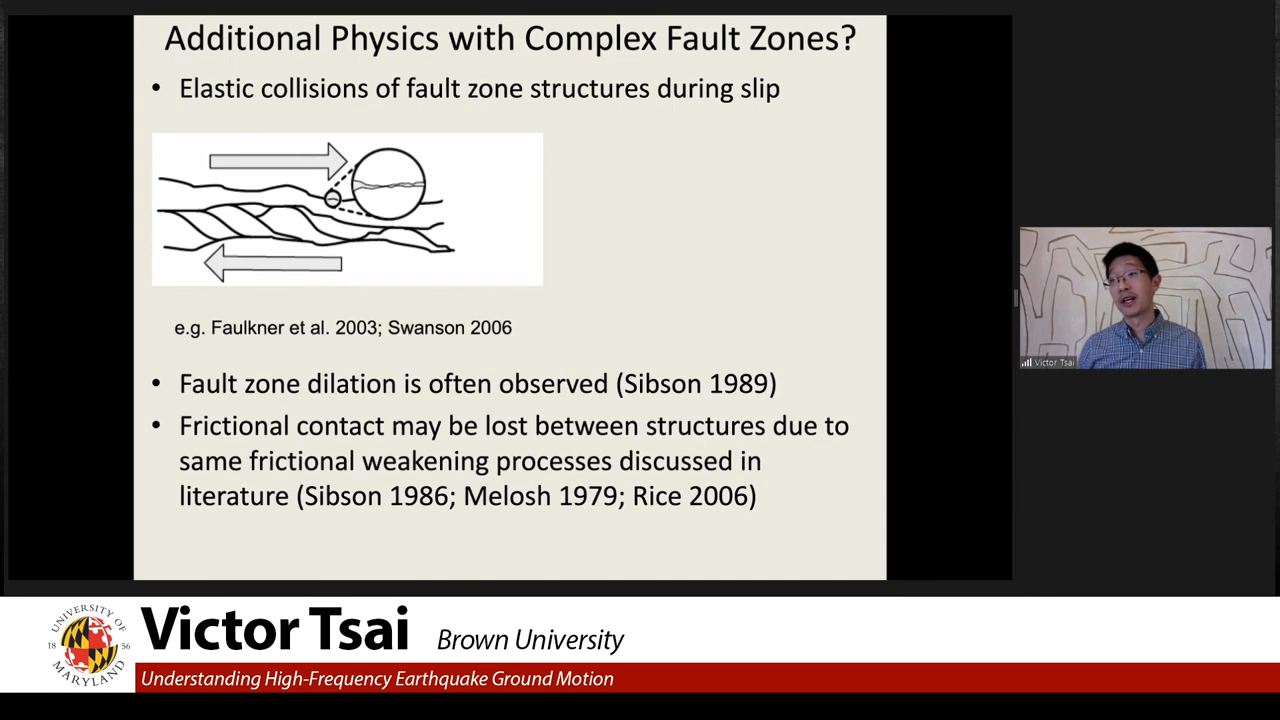 Additional Physics with Complex Fault Zones?
• Elastic collisions of fault zone structures during slip
e.g. Faulkner et al. 2003; Swanson 2006
• Fault zone dilation is often observed (Sibson 1989)
• Frictional contact may be lost between structures due to
same frictional weakening processes discussed in
literature (Sibson 1986; Melosh 1979; Rice 2006)
Victor Tsai
UNIVERSITY OF
18 56
MARYLAND
Victor Tsai Brown University
Understanding High-Frequency Earthquake Ground Motion